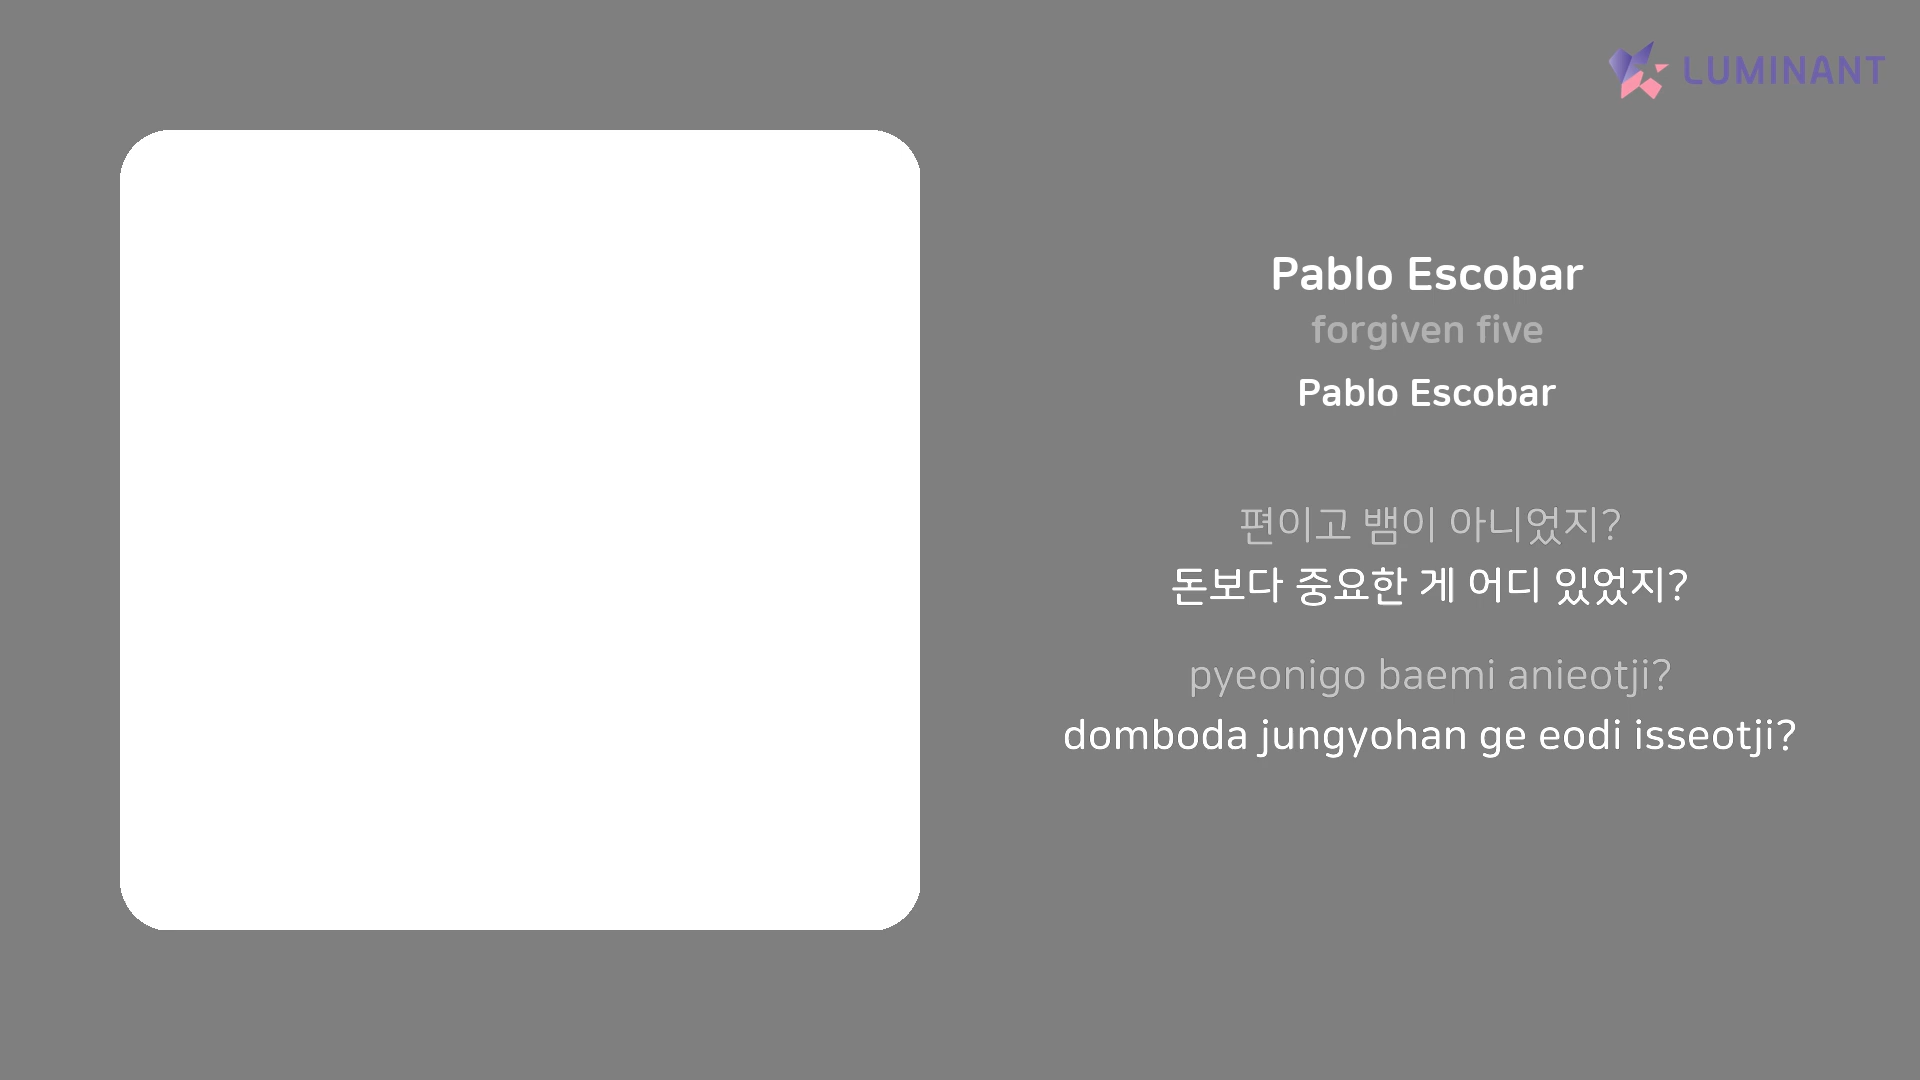 LUMINANT
Pablo Escobar
forgiven five
Pablo Escobar
편이고 뱀이 아니었지?
돈보다 중요한 게 어디 있었지?
pyeonigo baemi anieotji?
domboda jungyohan ge eodi isseotji?